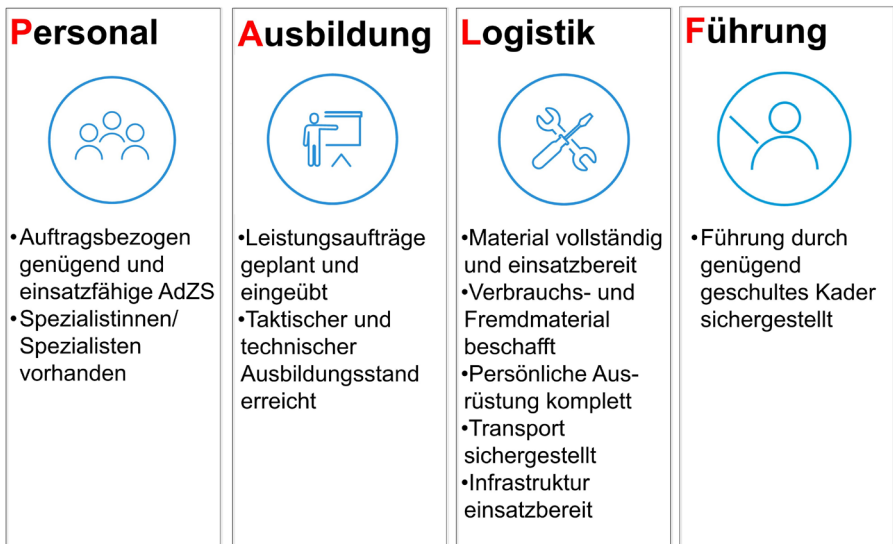 Personal
•Auftragsbezogen
genügend und
einsatzfähige AdZS
•Spezialistinnen/
Spezialisten
vorhanden
Ausbildung
•Leistungsaufträge
geplant und
eingeübt
•Taktischer und
technischer
Ausbildungsstand
erreicht
Logistik
•Material vollständig
und einsatzbereit
•Verbrauchs- und
Fremdmaterial
beschafft
•Persönliche Aus-
rüstung komplett
•Transport
sichergestellt
•Infrastruktur
einsatzbereit
Führung
•Führung durch
genügend
geschultes Kader
sichergestellt